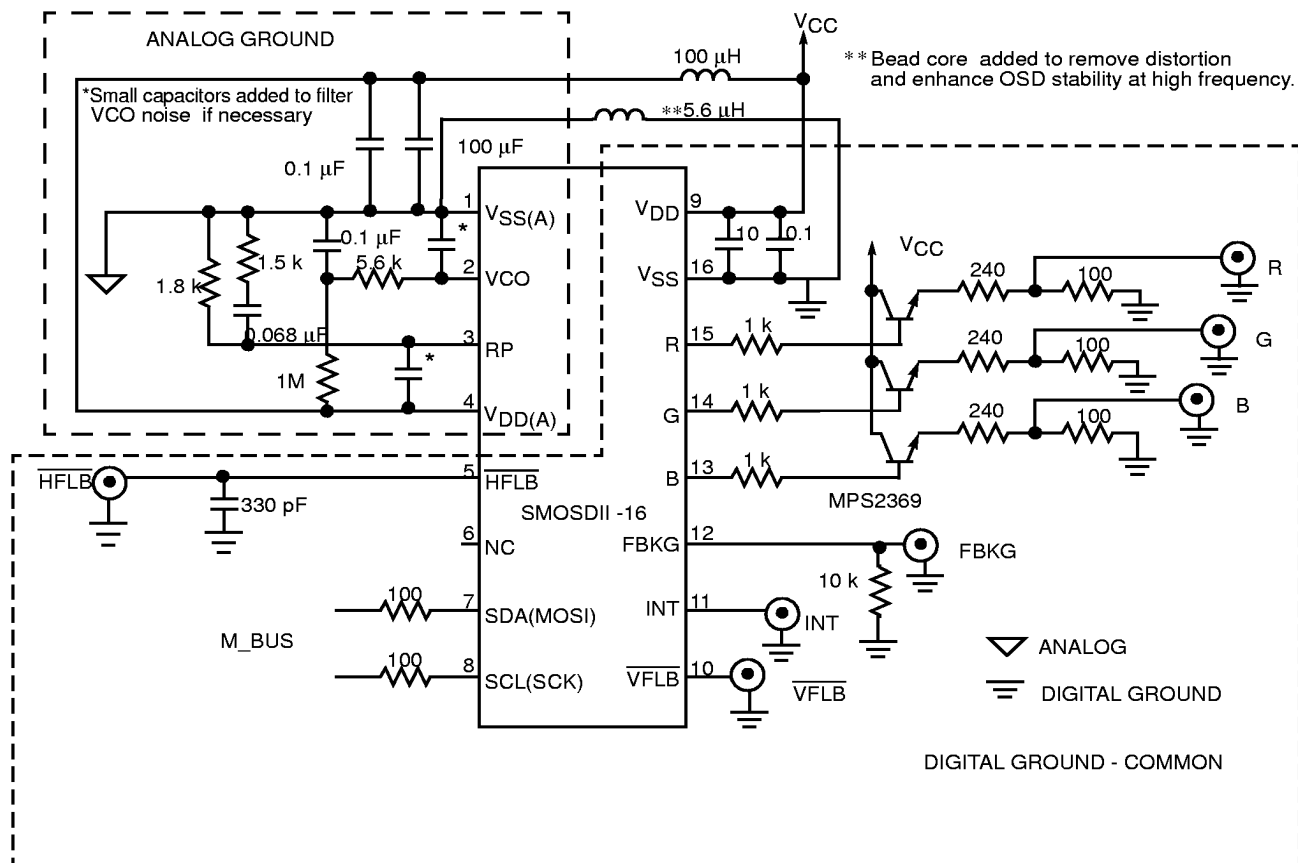 ANALOG GROUND
VCC
100 μH
** Bead core added to remove distortion
and enhance OSD stability at high frequency.
*Small capacitors added to filter
VCO noise if necessary
**5.6 μH
0.1 μF
100 μF
1
VSS(A)
VDD
9
10
0.1
*
0.1 μF
1.5 k
5.6 k
1.8 k
2
VCO
VSS
16
VCC
240
100
R
0.068 μF
3
RP
R
15
1 k
240
100
G
*
1M
4
VDD(A)
G
14
1 k
240
100
B
HFLB
5
HFLB
B
13
1 k
MPS2369
330 pF
SMOSDII -16
6
NC
FBKG
12
FBKG
10 k
100
7
SDA(MOSI)
INT
11
INT
M_BUS
ANALOG
100
8
SCL(SCK)
VFLB
10
VFLB
DIGITAL GROUND
DIGITAL GROUND - COMMON